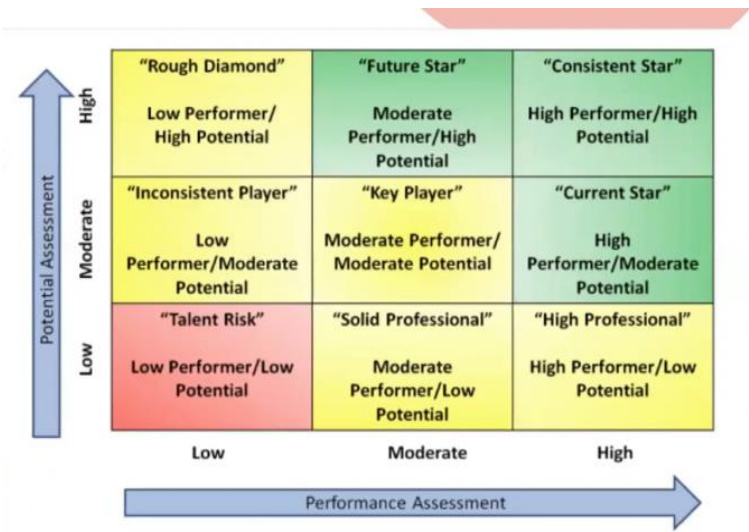 Potential Assessment
High
Moderate
Low
“Rough Diamond”
Low Performer/
High Potential
“Future Star”
Moderate
Performer/High
Potential
“Consistent Star”
High Performer/High
Potential
“Inconsistent Player”
Low
Performer/Moderate
Potential
“Key Player”
Moderate Performer/
Moderate Potential
“Current Star”
High
Performer/Moderate
Potential
“Talent Risk”
Low Performer/Low
Potential
“Solid Professional”
Moderate
Performer/Low
Potential
“High Professional”
High Performer/Low
Potential
Low
Moderate
High
Performance Assessment